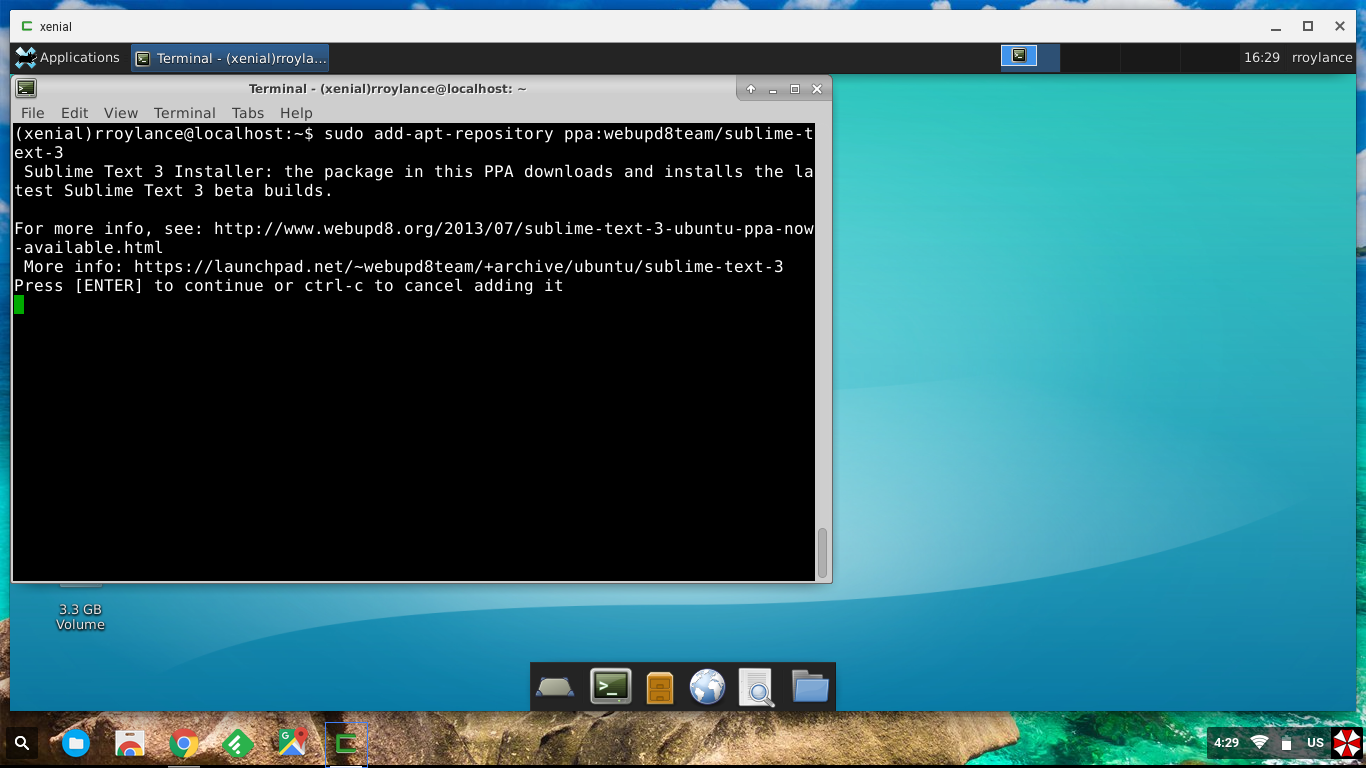 xenial
Applications
Terminal - (xenial)rroyla...
16:29
rroylance
Terminal - (xenial)rroylance@localhost: ~
File Edit View Terminal Tabs Help
(xenial)rroylance@localhost:~$ sudo add-apt-repository ppa:webupd8team/sublime-t
ext-3
Sublime Text 3 Installer: the package in this PPA downloads and installs the la
test Sublime Text 3 beta builds.
For more info, see: http://www.webupd8.org/2013/07/sublime-text-3-ubuntu-ppa-now
-available.html
More info: https://launchpad.net/~webupd8team/+archive/ubuntu/sublime-text-3
Press [ENTER] to continue or ctrl-c to cancel adding it
3.3 GB
Volume
4:29
US